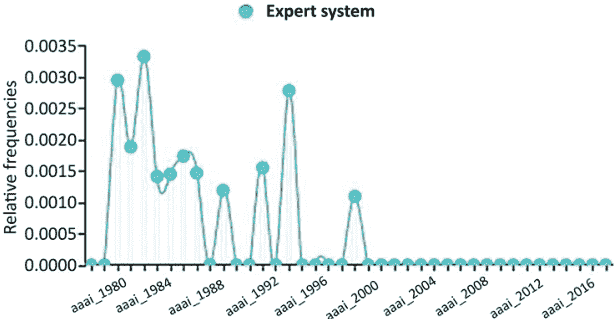 Expert system
Relative frequencies
0.0035
0.0030
0.0025
0.0020
0.0015
0.0010
0.0005
0.0000
aaai_1980
aaai_1984
aaai_1988
aaai_1992
aaai_1996
aaai_2000
aaai_2004
aaai_2008
aaai_2012
aaai_2016